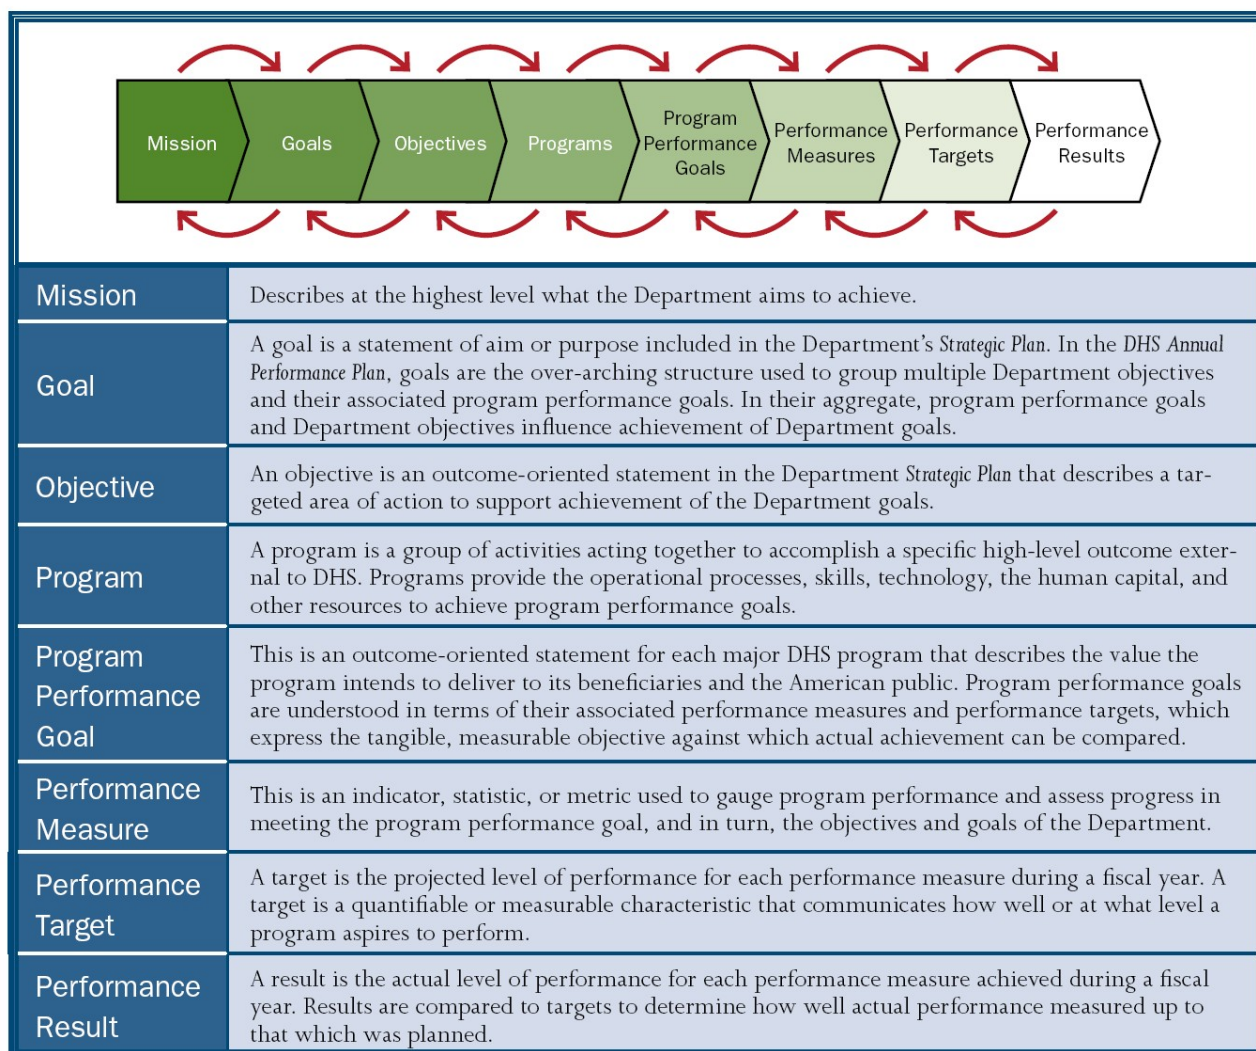 Mission
Goals
Objectives
Programs
Program
Performance
Goals
Performance
Measures
Performance
Targets
Performance
Results
Mission
Describes at the highest level what the Department aims to achieve.
Goal
A goal is a statement of aim or purpose included in the Department’s Strategic Plan. In the DHS Annual
Performance Plan, goals are the over-arching structure used to group multiple Department objectives
and their associated program performance goals. In their aggregate, program performance goals
and Department objectives influence achievement of Department goals.
Objective
An objective is an outcome-oriented statement in the Department Strategic Plan that describes a tar-
geted area of action to support achievement of the Department goals.
Program
A program is a group of activities acting together to accomplish a specific high-level outcome exter-
nal to DHS. Programs provide the operational processes, skills, technology, the human capital, and
other resources to achieve program performance goals.
Program
Performance
Goal
This is an outcome-oriented statement for each major DHS program that describes the value the
program intends to deliver to its beneficiaries and the American public. Program performance goals
are understood in terms of their associated performance measures and performance targets, which
express the tangible, measurable objective against which actual achievement can be compared.
Performance
Measure
This is an indicator, statistic, or metric used to gauge program performance and assess progress in
meeting the program performance goal, and in turn, the objectives and goals of the Department.
Performance
Target
A target is the projected level of performance for each performance measure during a fiscal year. A
target is a quantifiable or measurable characteristic that communicates how well or at what level a
program aspires to perform.
Performance
Result
A result is the actual level of performance for each performance measure achieved during a fiscal
year. Results are compared to targets to determine how well actual performance measured up to
that which was planned.